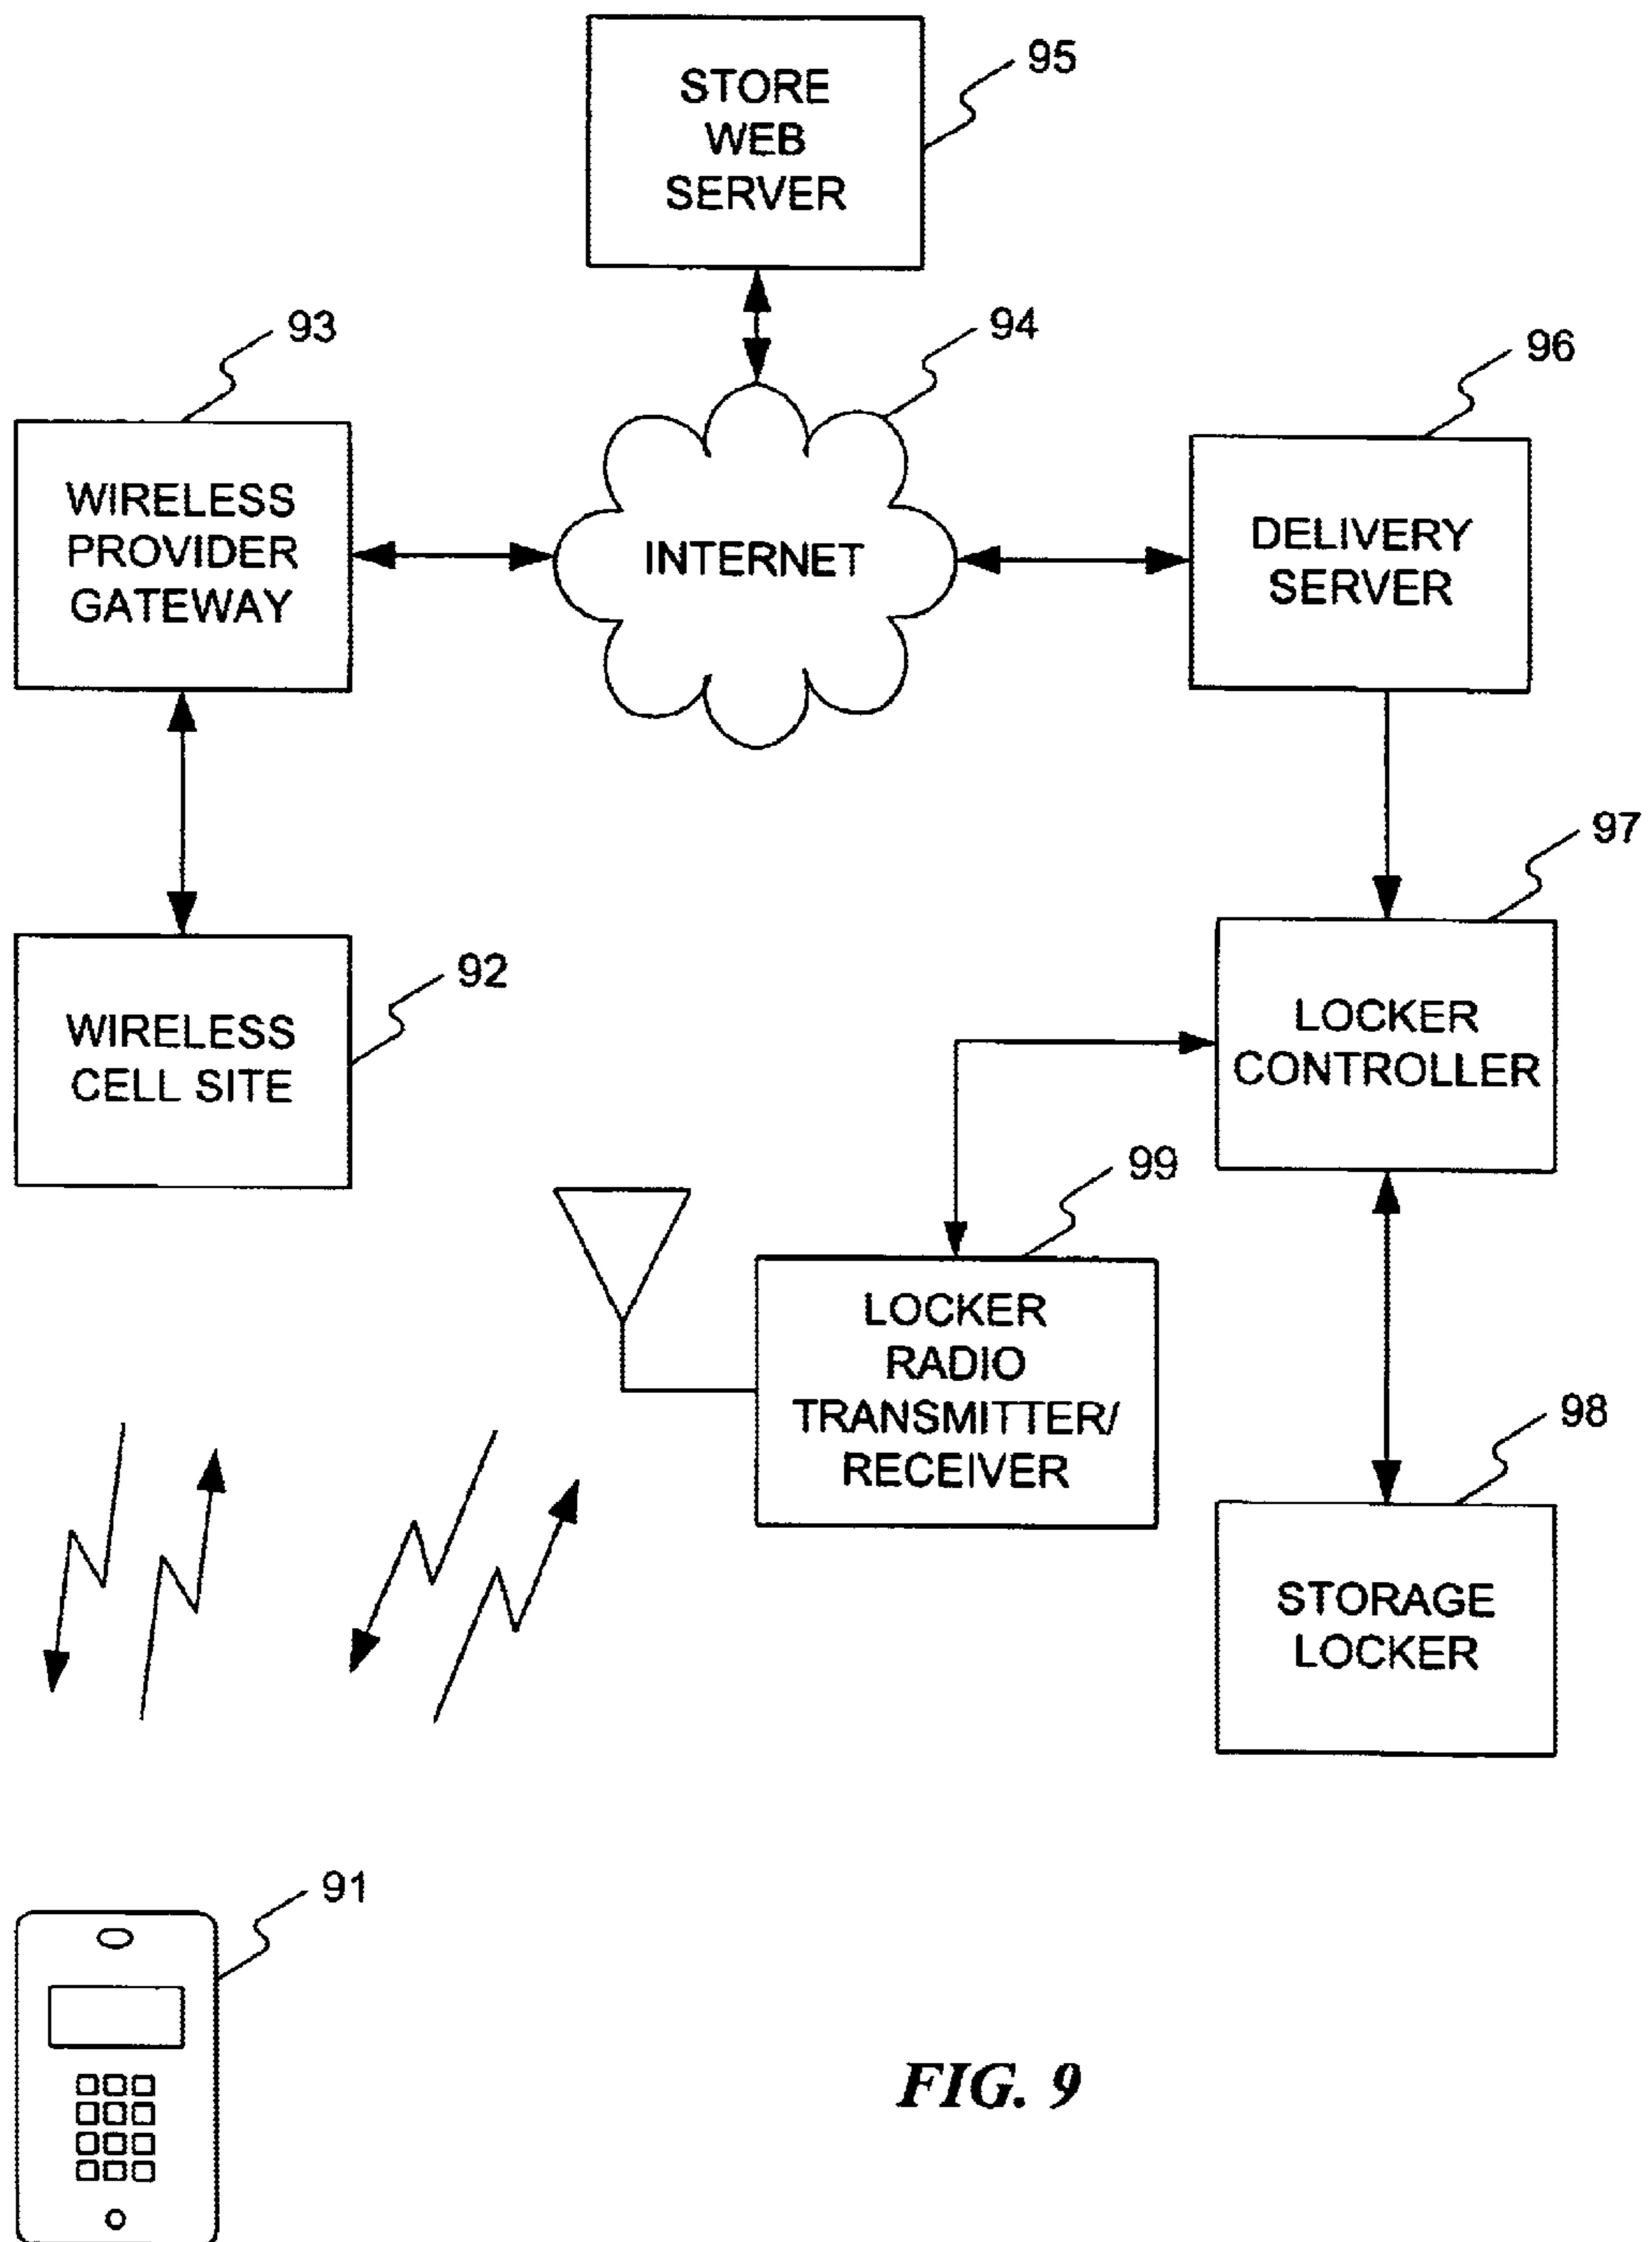 95
STORE
WEB
SERVER
93
94
96
WIRELESS
PROVIDER
GATEWAY
INTERNET
DELIVERY
SERVER
97
92
WIRELESS
CELL SITE
LOCKER
CONTROLLER
99
LOCKER
RADIO
TRANSMITTER/
RECEIVER
98
STORAGE
LOCKER
91
FIG. 9